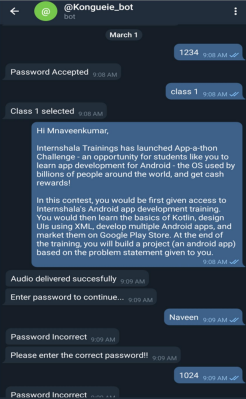 @Kongueie_bot
bot
March 1
1234 9:08 AM
Password Accepted 9:08 AM
class 1 9:08 AM
Class 1 selected 9:08 AM
Hi Mnaveenkumar,
Internshala Trainings has launched App-a-thon
Challenge - an opportunity for students like you to
learn app development for Android - the OS used by
billions of people around the world, and get cash
rewards!
In this contest, you would be first given access to
Internshala's Android app development training.
You would then learn the basics of Kotlin, design
UIs using XML, develop multiple Android apps, and
market them on Google Play Store. At the end of
the training, you will build a project (an android app)
based on the problem statement given to you.
9:08 AM
Audio delivered succesfully 9:09 AM
Enter password to continue... 9:09 AM
Naveen 9:09 AM
Password Incorrect 9:09 AM
Please enter the correct password!! 9:09 AM
1024 9:09 AM
Password Incorrect 9:09 AM